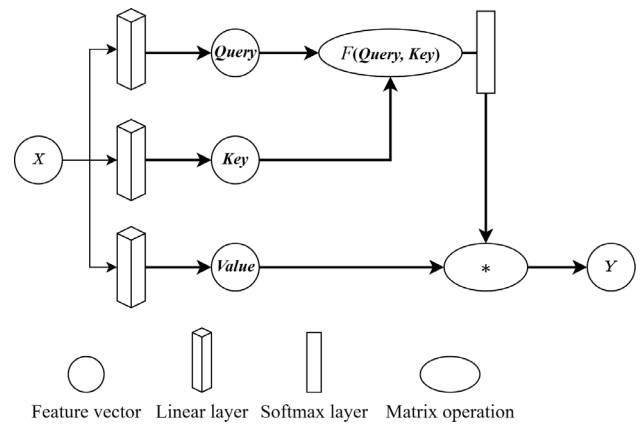 Query
F(Query, Key)
X
Key
Value
*
Y
Feature vector
Linear layer
Softmax layer
Matrix operation